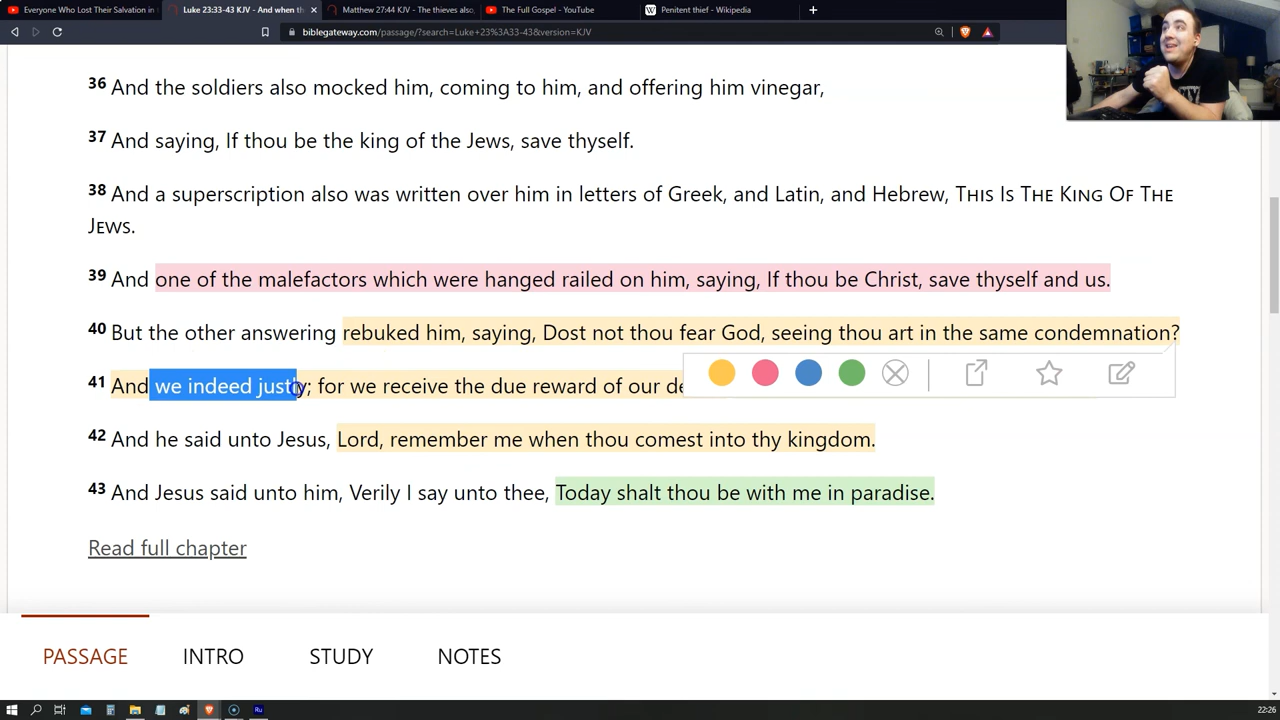 Everyone Who Lost Their Salvation in
Luke 23:33-43 KJV - And when th
Matthew 27:44 KJV - The thieves also,
The Full Gospel - YouTube
Penitent thief - Wikipedia
biblegateway.com/passage/?search=Luke+23%3A33-43&version=KJV
36 And the soldiers also mocked him, coming to him, and offering him vinegar,
37 And saying, If thou be the king of the Jews, save thyself.
38 And a superscription also was written over him in letters of Greek, and Latin, and Hebrew, This Is The King Of The
Jews.
39 And one of the malefactors which were hanged railed on him, saying, If thou be Christ, save thyself and us.
40 But the other answering rebuked him, saying, Dost not thou fear God, seeing thou art in the same condemnation?
41 And we indeed justly; for we receive the due reward of our de
42 And he said unto Jesus, Lord, remember me when thou comest into thy kingdom.
43 And Jesus said unto him, Verily I say unto thee, Today shalt thou be with me in paradise.
Read full chapter
PASSAGE INTRO STUDY NOTES
Ru
22:26